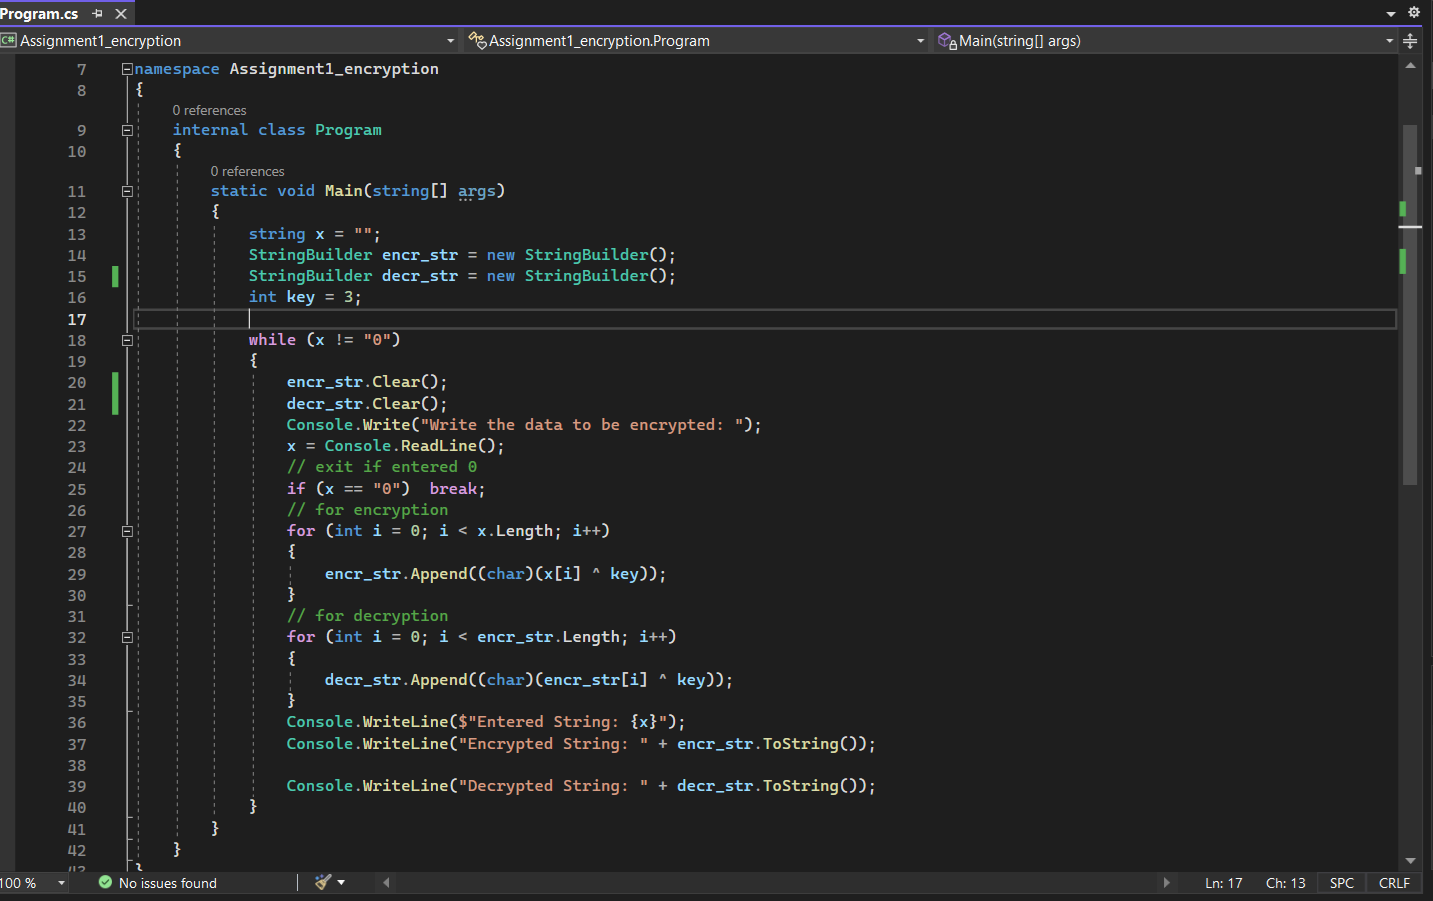 Program.cs
C# Assignment1_encryption Assignment1_encryption.Program Main(string[] args)
7 namespace Assignment1_encryption
8 {
0 references
9 internal class Program
10 {
0 references
11 static void Main(string[] args)
12 {
13 string x = "";
14 StringBuilder encr_str = new StringBuilder();
15 StringBuilder decr_str = new StringBuilder();
16 int key = 3;
17
18 while (x != "0")
19 {
20 encr_str.Clear();
21 decr_str.Clear();
22 Console.Write("Write the data to be encrypted: ");
23 x = Console.ReadLine();
24 // exit if entered 0
25 if (x == "0")  break;
26 // for encryption
27 for (int i = 0; i < x.Length; i++)
28 {
29 encr_str.Append((char)(x[i] ^ key));
30 }
31 // for decryption
32 for (int i = 0; i < encr_str.Length; i++)
33 {
34 decr_str.Append((char)(encr_str[i] ^ key));
35 }
36 Console.WriteLine($"Entered String: {x}");
37 Console.WriteLine("Encrypted String: " + encr_str.ToString());
38
39 Console.WriteLine("Decrypted String: " + decr_str.ToString());
40 }
41 }
42 }
43 }
100 % No issues found Ln: 17 Ch: 13 SPC CRLF